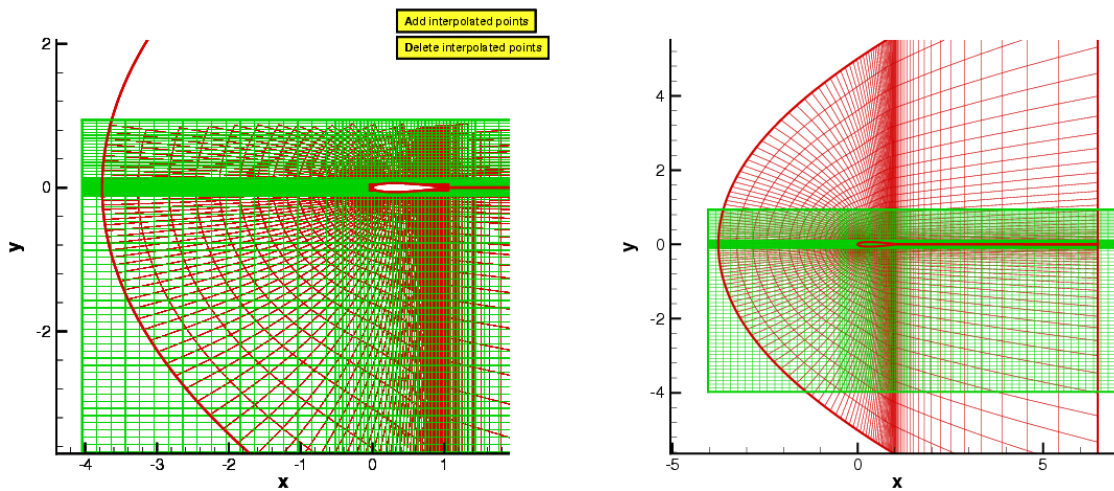 Add interpolated points
Delete interpolated points
2
0
-2
y
-4 -3 -2 -1 0 1
x
4
2
0
-2
-4
y
-5 0 5
x